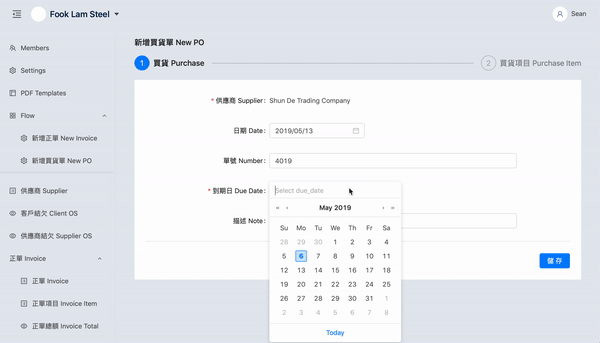 Fook Lam Steel
Sean
Members
Settings
PDF Templates
Flow
新增正單 New Invoice
新增買貨單 New PO
供應商 Supplier
客戶結欠 Client OS
供應商結欠 Supplier OS
正單 Invoice
正單 Invoice
正單項目 Invoice Item
正單總額 Invoice Total
新增買貨單 New PO
1 買貨 Purchase
2 買貨項目 Purchase Item
* 供應商 Supplier: Shun De Trading Company
日期 Date: 2019/05/13
單號 Number: 4019
* 到期日 Due Date: Select due_date
描述 Note:
« ‹ May 2019 › »
Su Mo Tu We Th Fr Sa
28 29 30 1 2 3 4
5 6 7 8 9 10 11
12 13 14 15 16 17 18
19 20 21 22 23 24 25
26 27 28 29 30 31 1
2 3 4 5 6 7 8
Today
儲 存